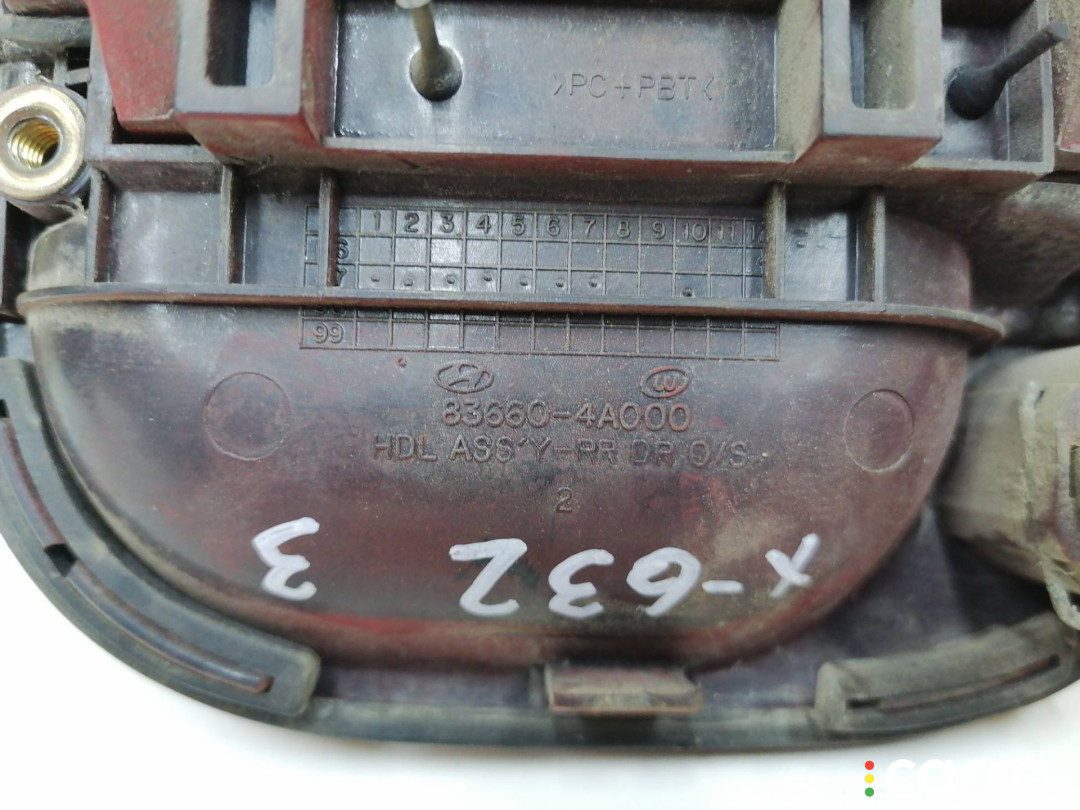 >PC+PBT<
1 2 3 4 5 6 7 8 9 10 11 12
99
83660-4A000
HDL ASS'Y-RR DR O/S
2
X-632 3